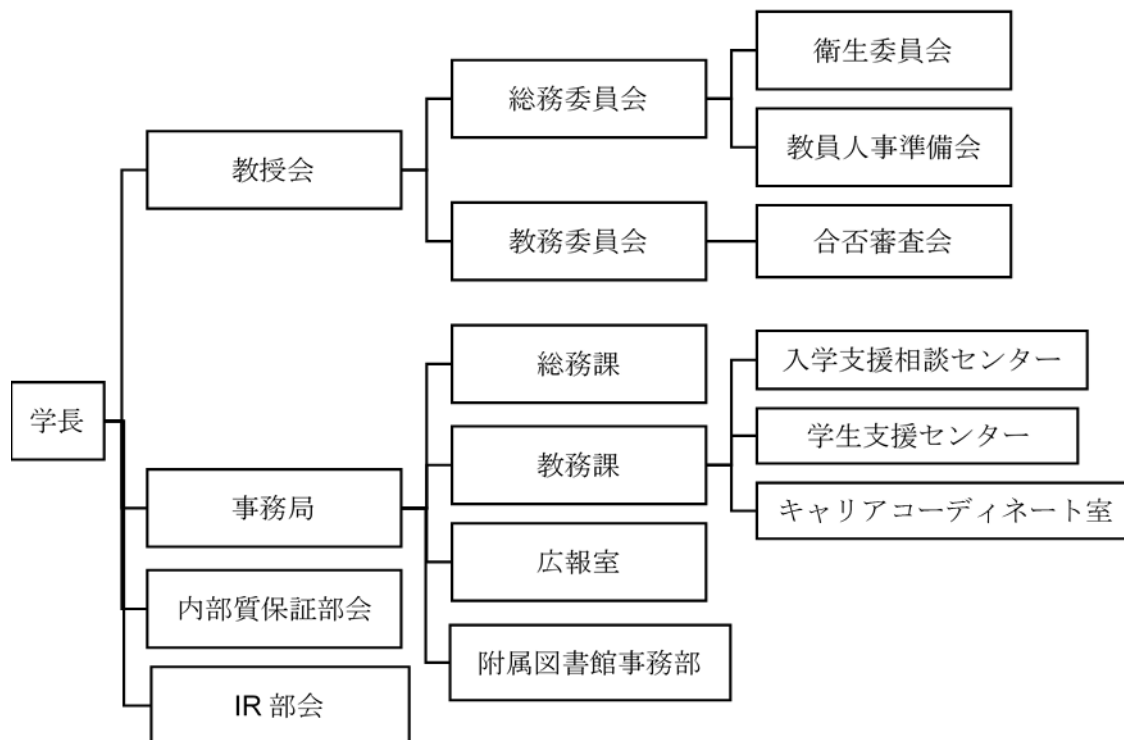 衛生委員会
総務委員会
教員人事準備会
教授会
教務委員会
合否審査会
総務課
入学支援相談センター
学長
教務課
学生支援センター
事務局
キャリアコーディネート室
広報室
内部質保証部会
附属図書館事務部
IR 部会